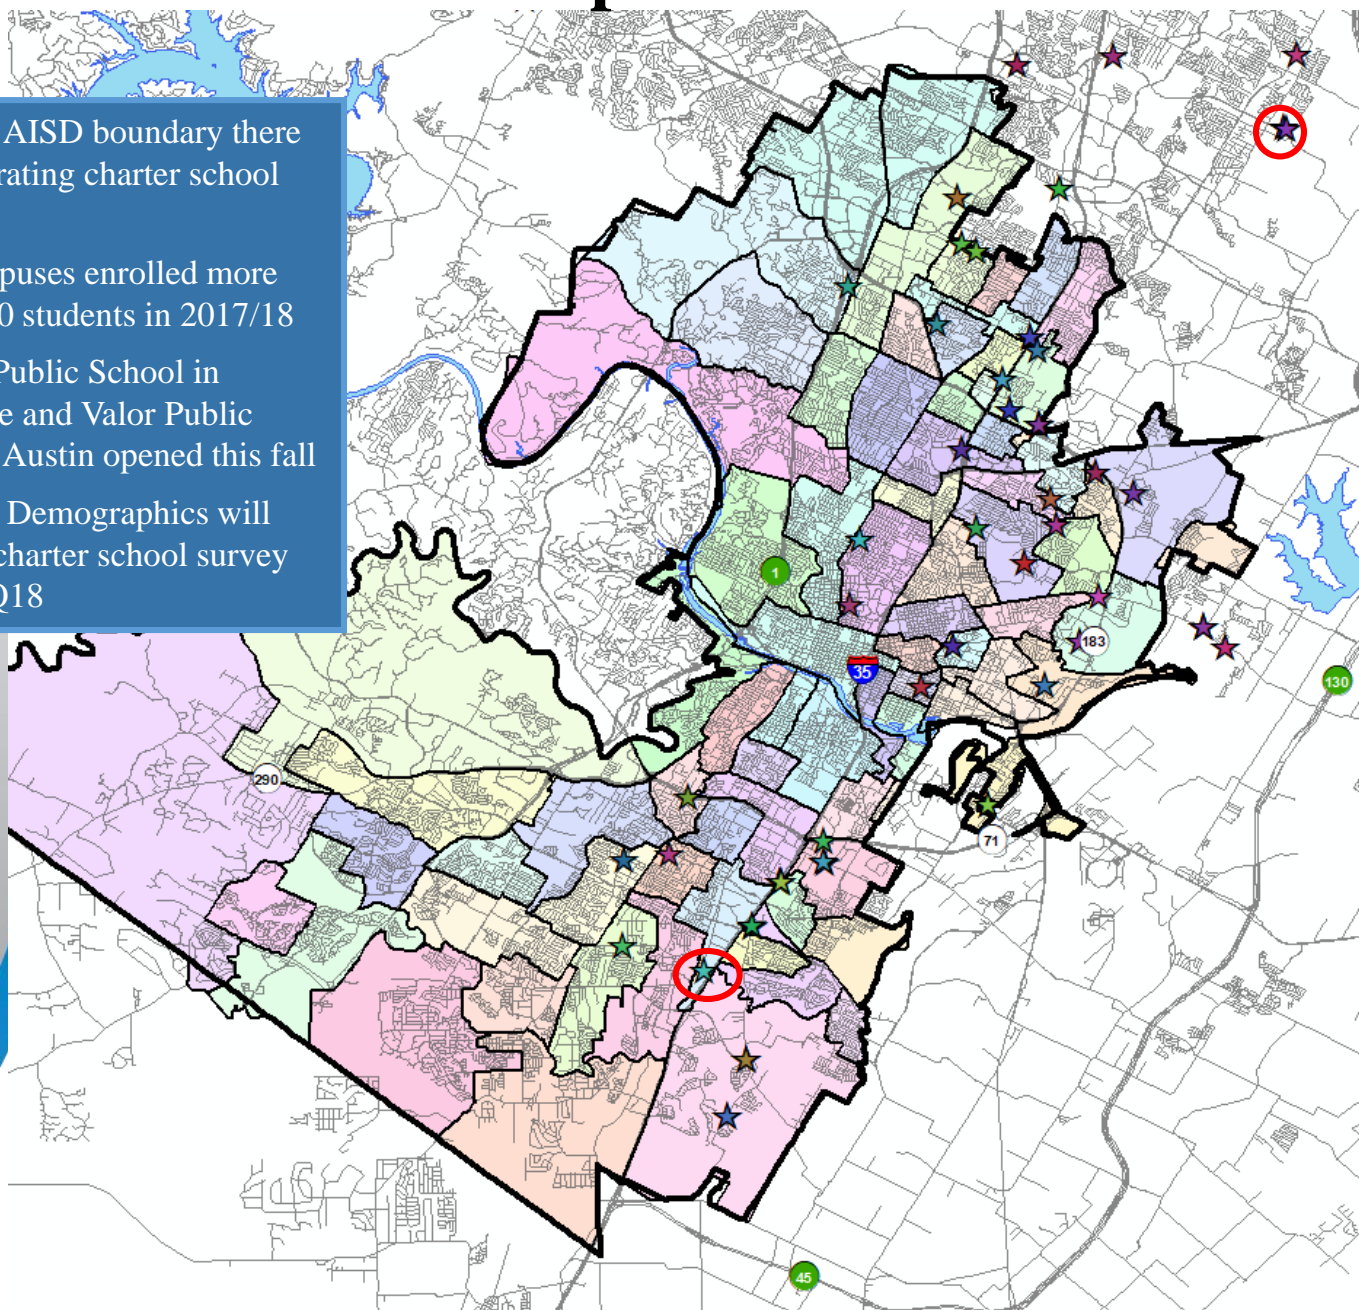 p
AISD boundary there
rating charter school
puses enrolled more
0 students in 2017/18
Public School in
e and Valor Public
Austin opened this fall
Demographics will
charter school survey
Q18
1
183
35
130
290
71
45